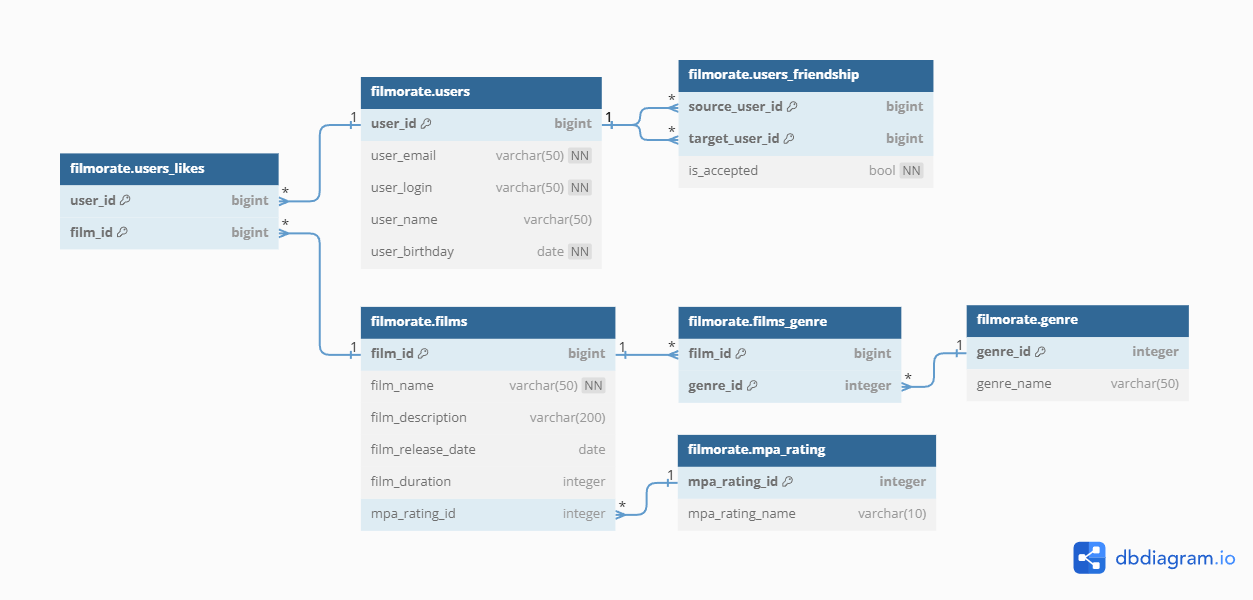 filmorate.users_likes
user_id bigint
film_id bigint
*
*
1
1
filmorate.users
user_id bigint
user_email varchar(50) NN
user_login varchar(50) NN
user_name varchar(50)
user_birthday date NN
1
*
*
filmorate.users_friendship
source_user_id bigint
target_user_id bigint
is_accepted bool NN
filmorate.films
film_id bigint
film_name varchar(50) NN
film_description varchar(200)
film_release_date date
film_duration integer
mpa_rating_id integer
1
*
*
1
filmorate.films_genre
film_id bigint
genre_id integer
*
1
filmorate.genre
genre_id integer
genre_name varchar(50)
filmorate.mpa_rating
mpa_rating_id integer
mpa_rating_name varchar(10)
dbdiagram.io